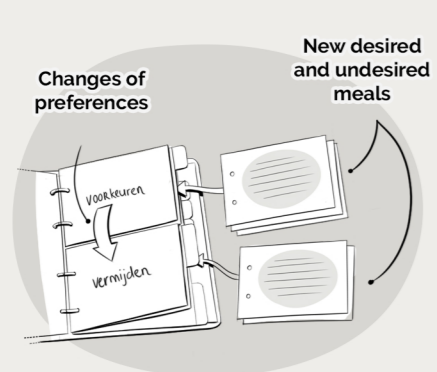 Changes of
preferences
New desired
and undesired
meals
voorkeuren
vermijden